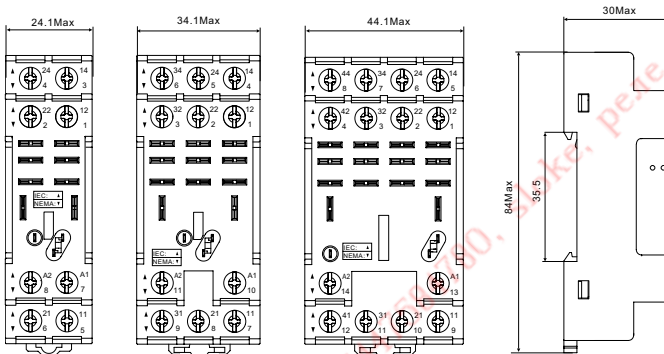 24.1Max
34.1Max
44.1Max
30Max
24 14
4 3
22 12
2 1
IEC: ▲
NEMA: ▼
A2 A1
8 7
21 11
6 5
34 24 14
6 5 4
32 22 12
3 2 1
IEC: ▲
NEMA: ▼
A2 A1
11 10
31 21 11
9 8 7
44 34 24 14
8 7 6 5
42 32 22 12
4 3 2 1
IEC: ▲
NEMA: ▼
A2 A1
14 13
41 31 21 11
12 11 10 9
84Max
35.5
реле